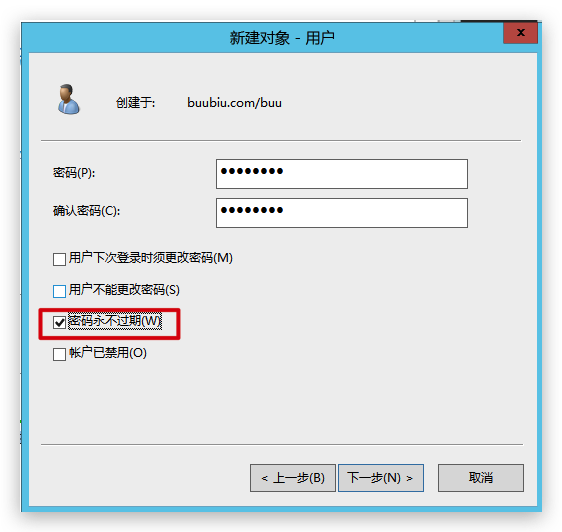 新建对象 - 用户
x
创建于: buubiu.com/buu
密码(P): ●●●●●●●●
确认密码(C): ●●●●●●●●
用户下次登录时须更改密码(M)
用户不能更改密码(S)
密码永不过期(W)
帐户已禁用(O)
< 上一步(B) 下一步(N) > 取消